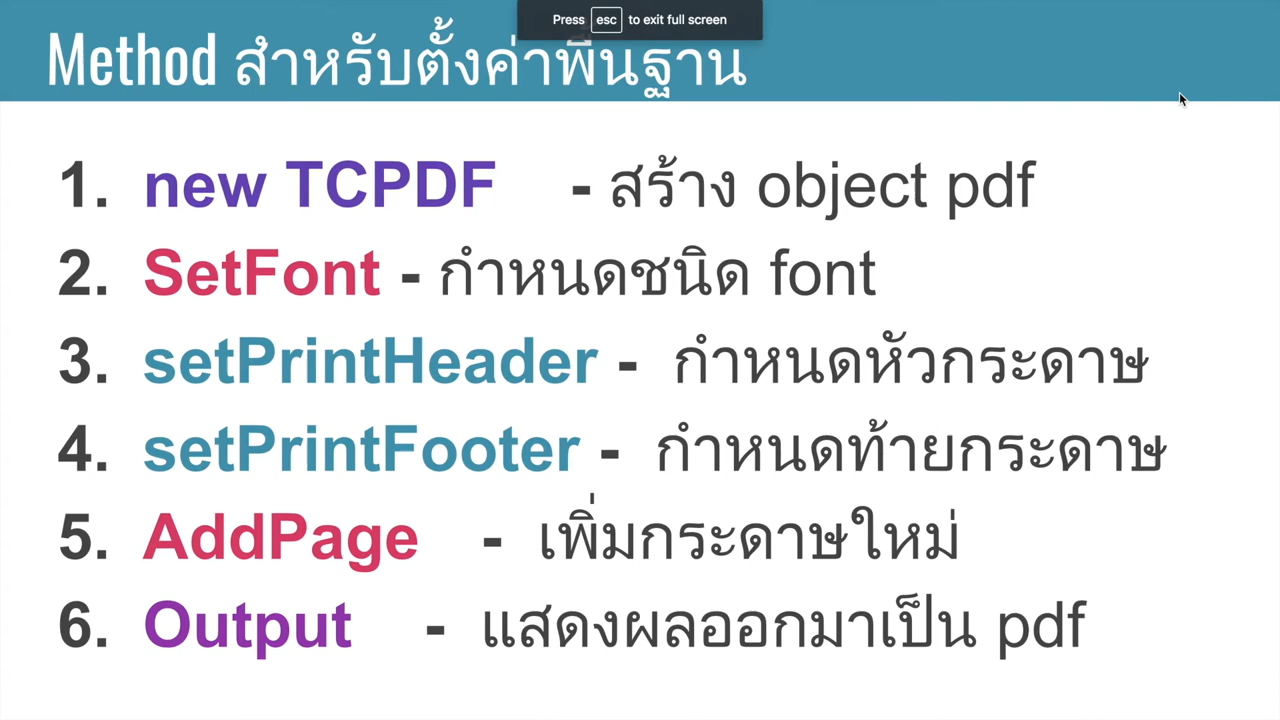 Press esc to exit full screen
Method สำหรับตั้งค่าพื้นฐาน
1. new TCPDF - สร้าง object pdf
2. SetFont - กำหนดชนิด font
3. setPrintHeader - กำหนดหัวกระดาษ
4. setPrintFooter - กำหนดท้ายกระดาษ
5. AddPage - เพิ่มกระดาษใหม่
6. Output - แสดงผลออกมาเป็น pdf